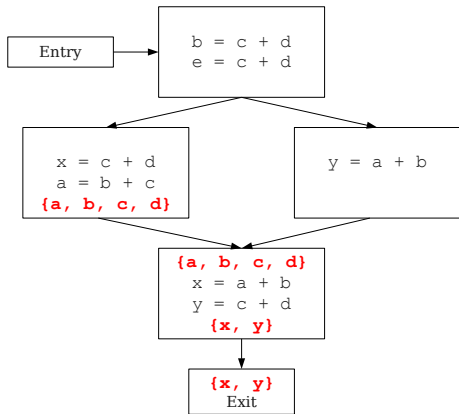 Entry
b = c + d
e = c + d
x = c + d
a = b + c
{a, b, c, d}
y = a + b
{a, b, c, d}
x = a + b
y = c + d
{x, y}
{x, y}
Exit